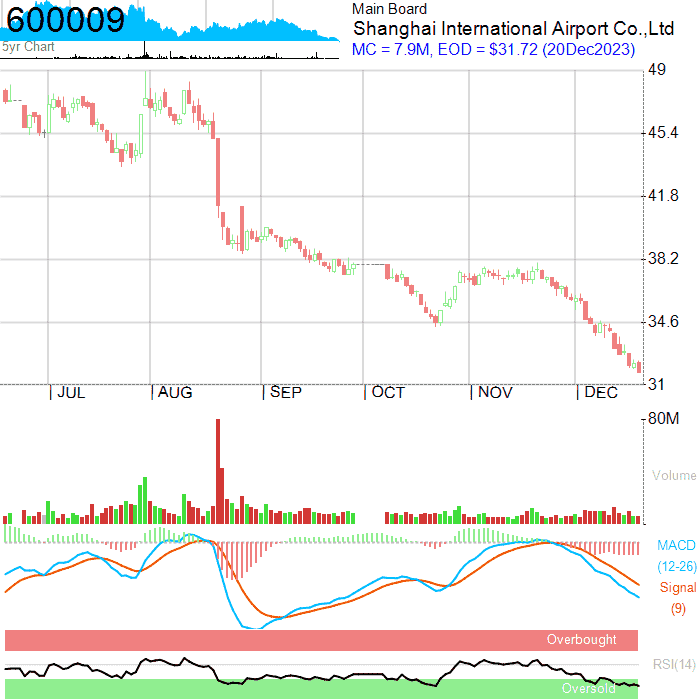 600009
5yr Chart
Main Board
Shanghai International Airport Co.,Ltd
MC = 7.9M, EOD = $31.72 (20Dec2023)
49
45.4
41.8
38.2
34.6
31
JUL AUG SEP OCT NOV DEC
80M
Volume
MACD
(12-26)
Signal
(9)
Overbought
RSI(14)
Oversold